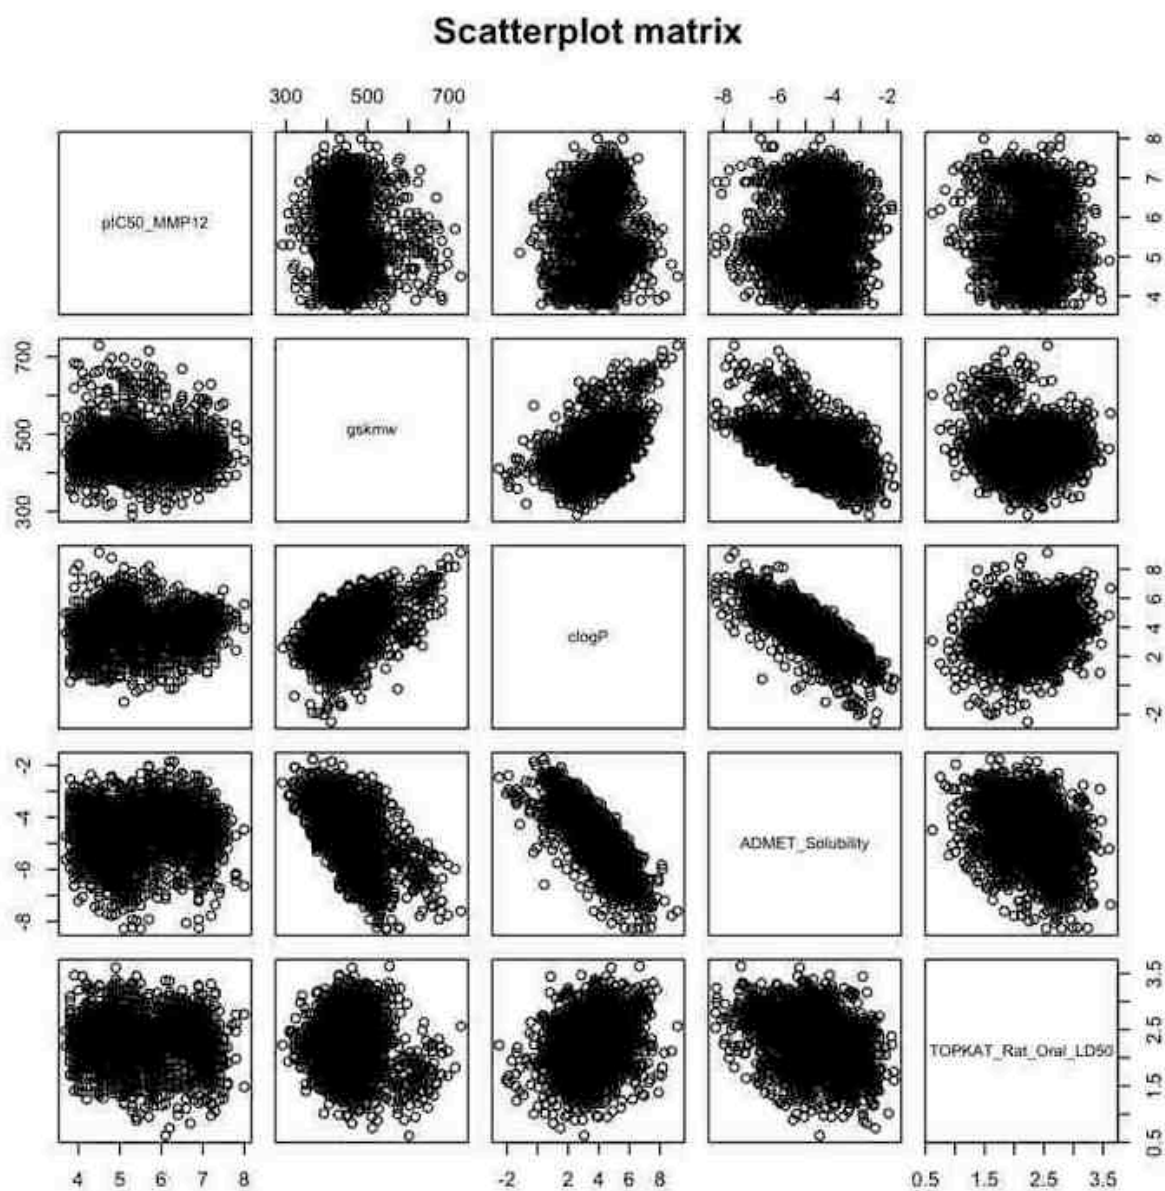 Scatterplot matrix
300 500 700
-8 -6 -4 -2
pIC50_MMP12
4 5 6 7 8
300 500 700
gskmw
clogP
-2 2 4 6 8
-8 -6 -4 -2
ADMET_Solubility
TOPKAT_Rat_Oral_LD50
0.5 1.5 2.5 3.5
4 5 6 7 8
-2 2 4 6 8
0.5 1.5 2.5 3.5